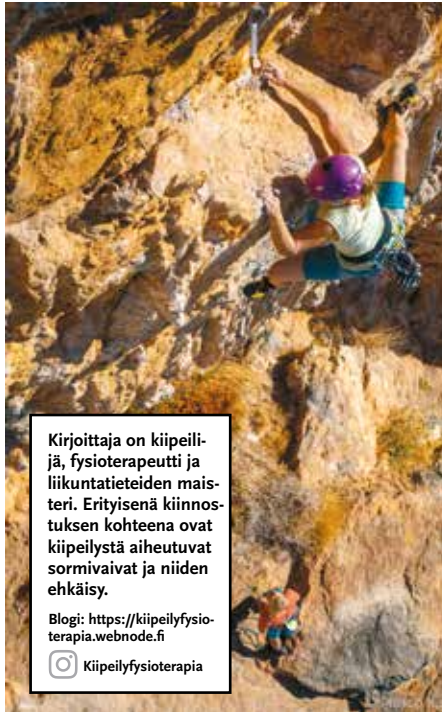 Kirjoittaja on kiipeili-
jä, fysioterapeutti ja
liikuntatieteiden mais-
teri. Erityisenä kiinnos-
tuksen kohteena ovat
kiipeilystä aiheutuvat
sormivaivat ja niiden
ehkäisy.
Blogi: https://kiipeilyfysio-
terapia.webnode.fi
Kiipeilyfysioterapia